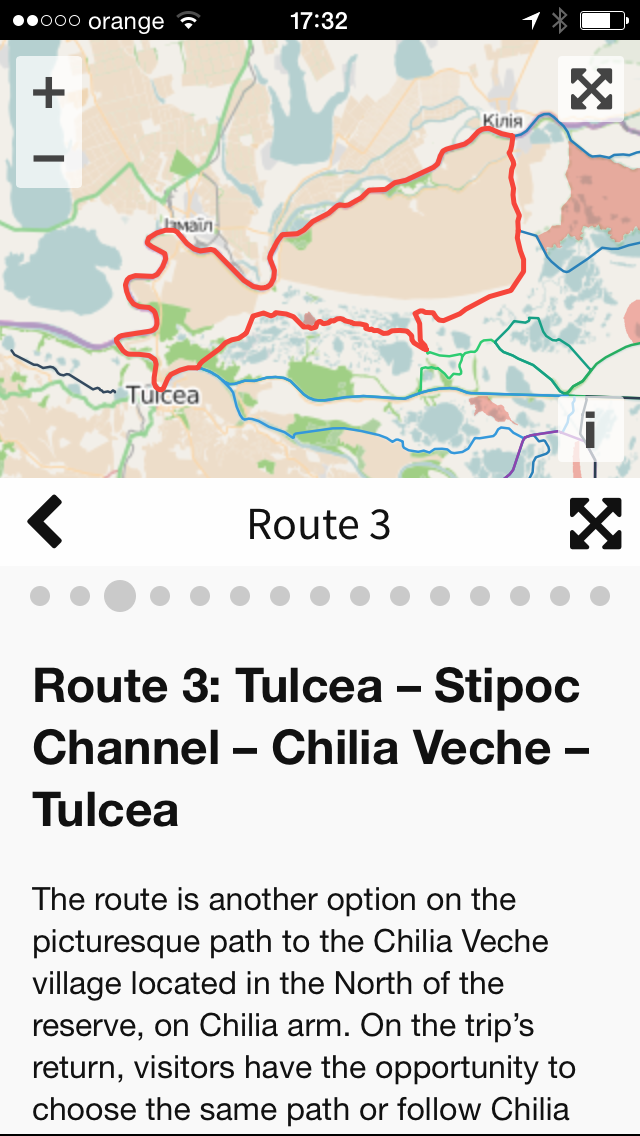 orange
17:32
+
−
Кілія
Ізмаїл
Tulcea
i
Route 3
Route 3: Tulcea – Stipoc
Channel – Chilia Veche –
Tulcea
The route is another option on the
picturesque path to the Chilia Veche
village located in the North of the
reserve, on Chilia arm. On the trip’s
return, visitors have the opportunity to
choose the same path or follow Chilia